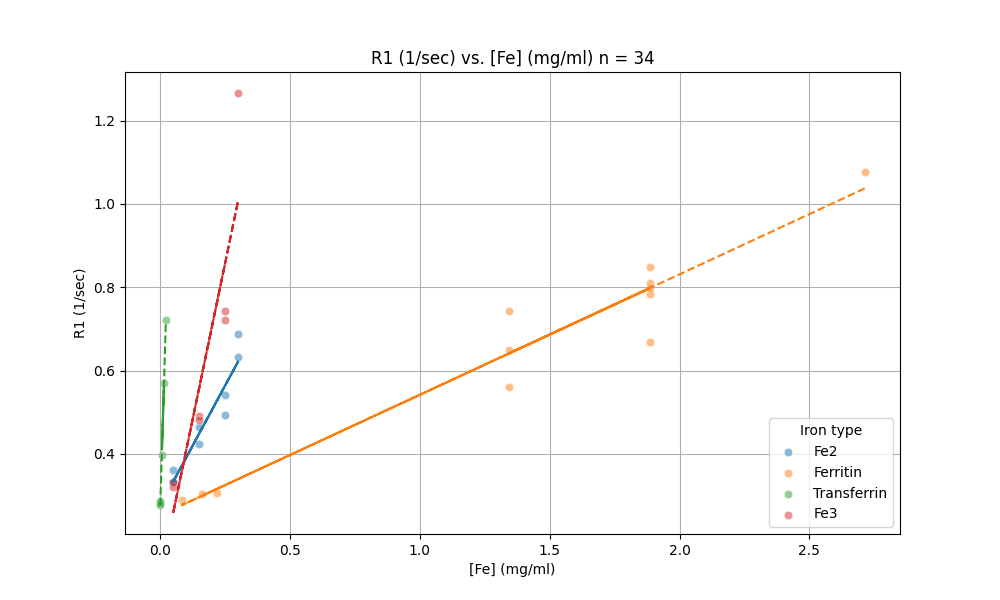 R1 (1/sec) vs. [Fe] (mg/ml) n = 34
R1 (1/sec)
1.2
1.0
0.8
0.6
0.4
0.0
0.5
1.0
1.5
2.0
2.5
[Fe] (mg/ml)
Iron type
Fe2
Ferritin
Transferrin
Fe3